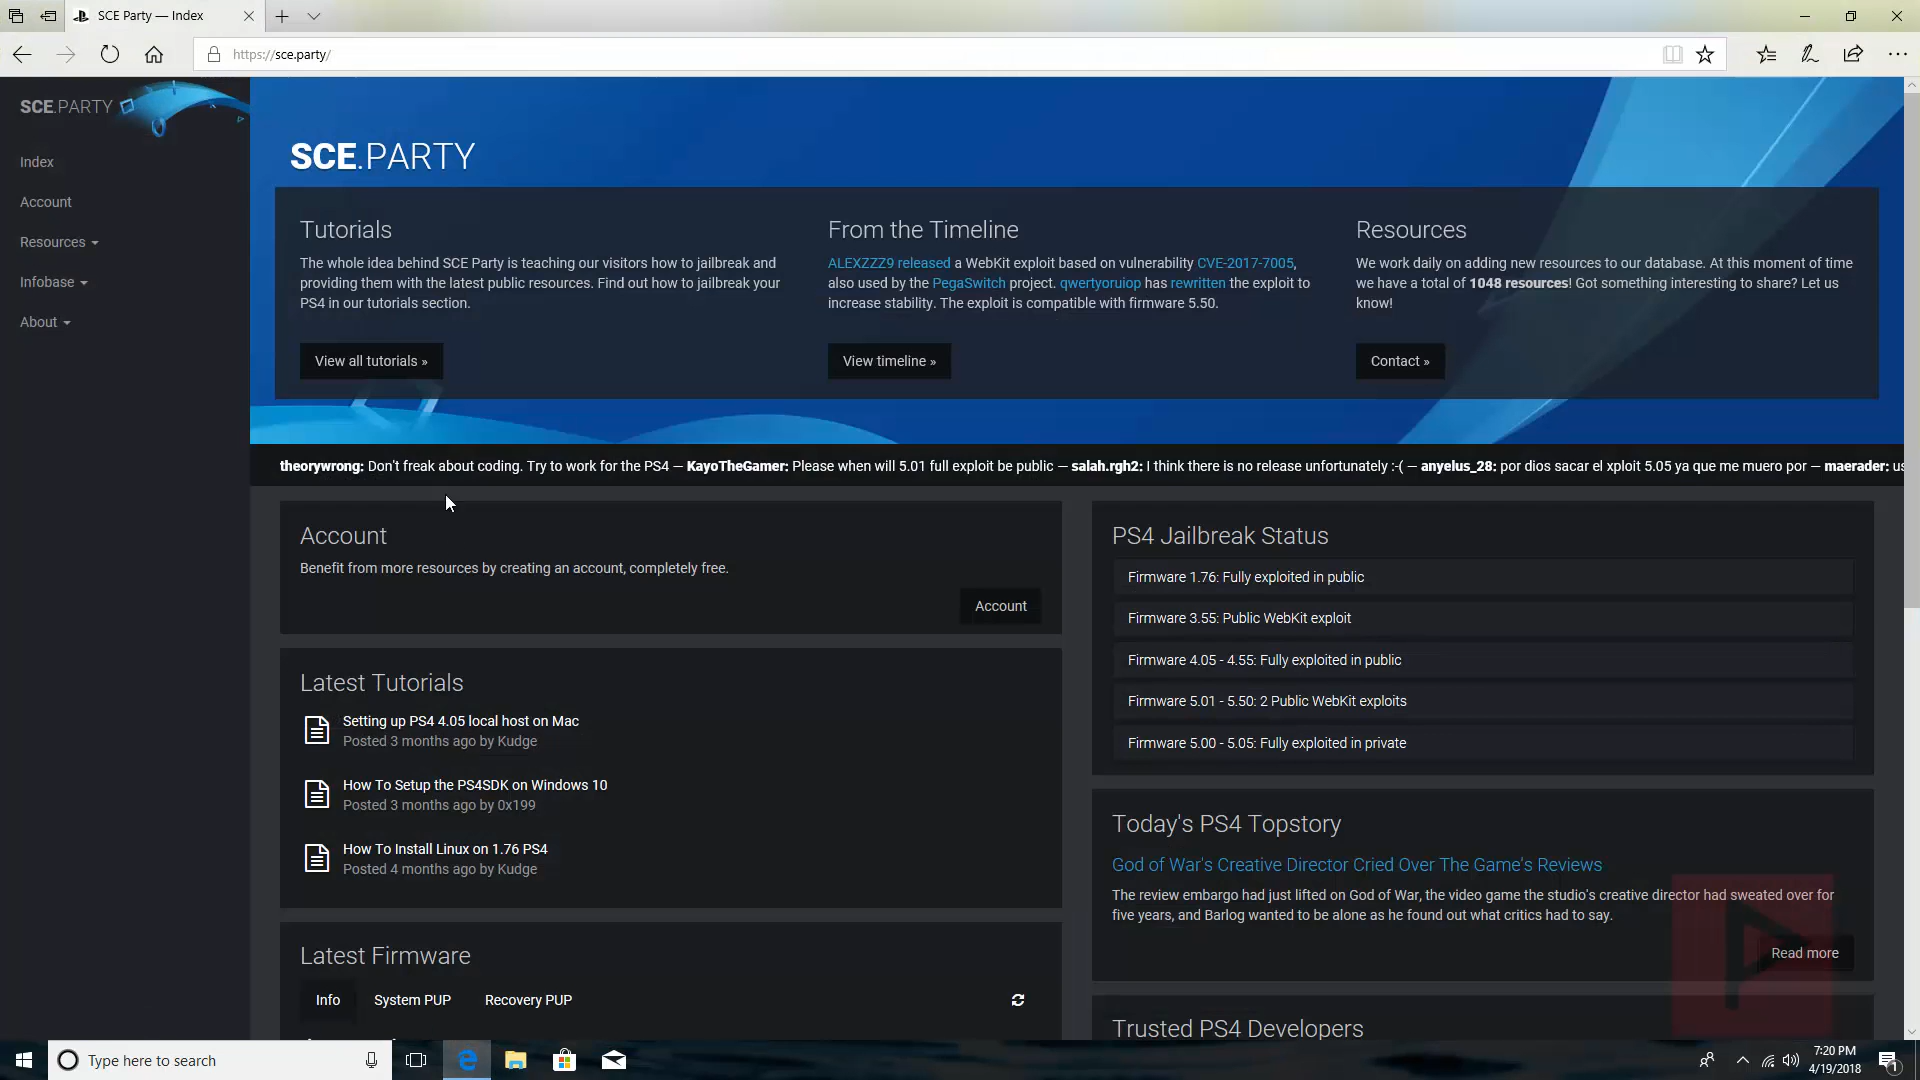 SCE Party — Index
https://sce.party/
SCE.PARTY
Index
Account
Resources
Infobase
About
SCE.PARTY
Tutorials
The whole idea behind SCE Party is teaching our visitors how to jailbreak and
providing them with the latest public resources. Find out how to jailbreak your
PS4 in our tutorials section.
View all tutorials »
From the Timeline
ALEXZZZ9 released a WebKit exploit based on vulnerability CVE-2017-7005,
also used by the PegaSwitch project. qwertyoruiop has rewritten the exploit to
increase stability. The exploit is compatible with firmware 5.50.
View timeline »
Resources
We work daily on adding new resources to our database. At this moment of time
we have a total of 1048 resources! Got something interesting to share? Let us
know!
Contact »
theorywrong: Don't freak about coding. Try to work for the PS4 — KayoTheGamer: Please when will 5.01 full exploit be public — salah.rgh2: I think there is no release unfortunately :-( — anyelus_28: por dios sacar el xploit 5.05 ya que me muero por — maerader: us
Account
Benefit from more resources by creating an account, completely free.
Account
Latest Tutorials
Setting up PS4 4.05 local host on Mac
Posted 3 months ago by Kudge
How To Setup the PS4SDK on Windows 10
Posted 3 months ago by 0x199
How To Install Linux on 1.76 PS4
Posted 4 months ago by Kudge
Latest Firmware
Info System PUP Recovery PUP
PS4 Jailbreak Status
Firmware 1.76: Fully exploited in public
Firmware 3.55: Public WebKit exploit
Firmware 4.05 - 4.55: Fully exploited in public
Firmware 5.01 - 5.50: 2 Public WebKit exploits
Firmware 5.00 - 5.05: Fully exploited in private
Today's PS4 Topstory
God of War's Creative Director Cried Over The Game's Reviews
The review embargo had just lifted on God of War, the video game the studio's creative director had sweated over for
five years, and Barlog wanted to be alone as he found out what critics had to say.
Read more
Trusted PS4 Developers
Type here to search
7:20 PM
4/19/2018
1